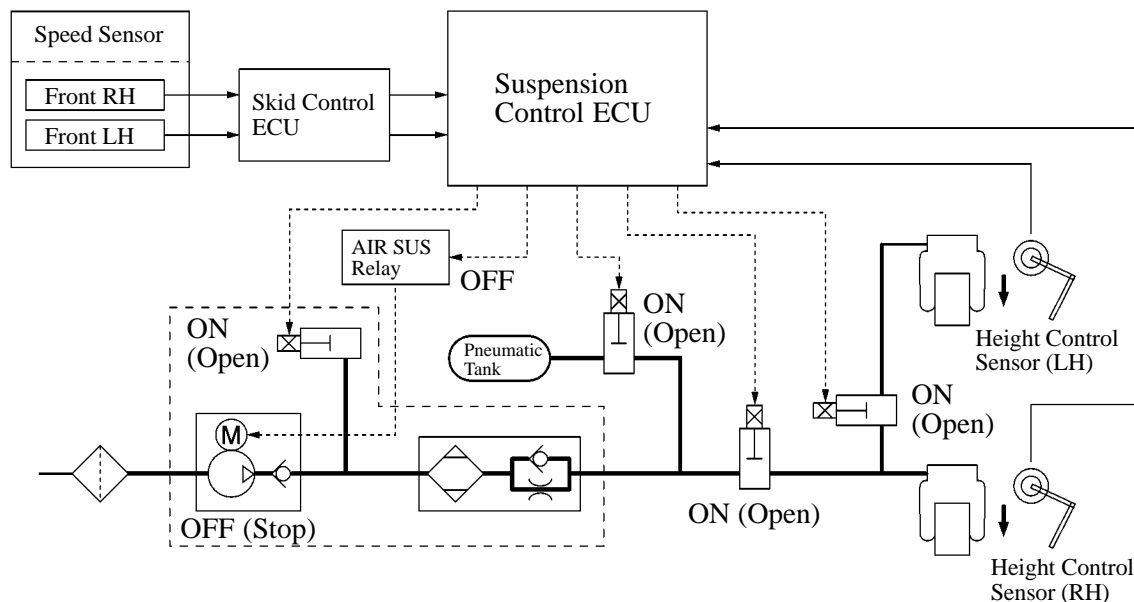 Speed Sensor
Front RH
Front LH
Skid Control
ECU
Suspension
Control ECU
AIR SUS
Relay
OFF
ON
(Open)
ON
(Open)
Pneumatic
Tank
Height Control
Sensor (LH)
ON
(Open)
M
OFF (Stop)
ON (Open)
Height Control
Sensor (RH)